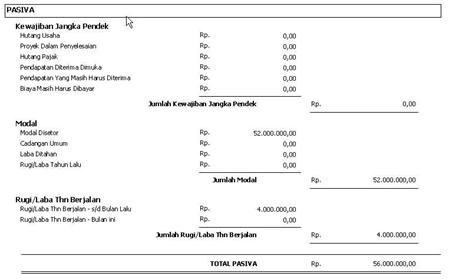 PASIVA
Kewajiban Jangka Pendek
Hutang Usaha Rp. 0,00
Proyek Dalam Penyelesaian Rp. 0,00
Hutang Pajak Rp. 0,00
Pendapatan Diterima Dimuka Rp. 0,00
Pendapatan Yang Masih Harus Diterima Rp. 0,00
Biaya Masih Harus Dibayar Rp. 0,00
Jumlah Kewajiban Jangka Pendek Rp. 0,00
Modal
Modal Disetor Rp. 52.000.000,00
Cadangan Umum Rp. 0,00
Laba Ditahan Rp. 0,00
Rugi/Laba Tahun Lalu Rp. 0,00
Jumlah Modal Rp. 52.000.000,00
Rugi/Laba Thn Berjalan
Rugi/Laba Thn Berjalan - s/d Bulan Lalu Rp. 4.000.000,00
Rugi/Laba Thn Berjalan - Bulan ini Rp. 0,00
Jumlah Rugi/Laba Thn Berjalan Rp. 4.000.000,00
TOTAL PASIVA Rp. 56.000.000,00